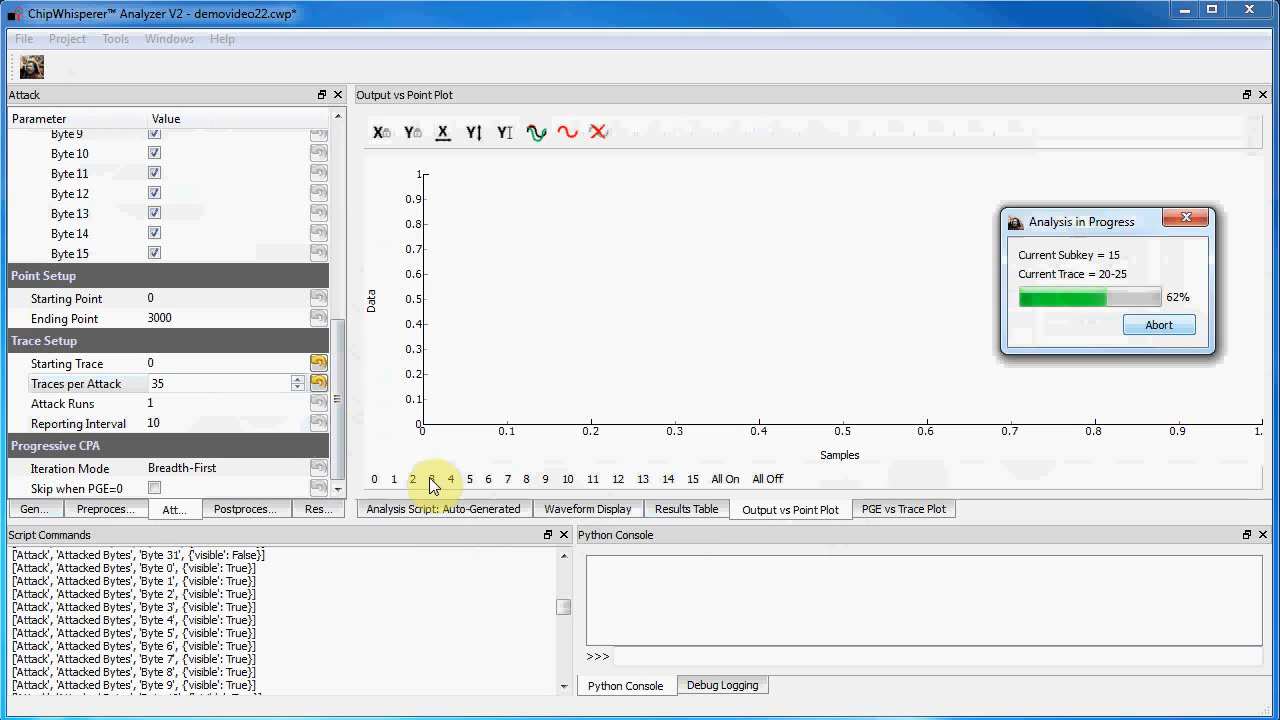 ChipWhisperer™ Analyzer V2 - demovideo22.cwp*
File Project Tools Windows Help
Attack
Parameter Value
Byte 9
Byte 10
Byte 11
Byte 12
Byte 13
Byte 14
Byte 15
Point Setup
Starting Point 0
Ending Point 3000
Trace Setup
Starting Trace 0
Traces per Attack 35
Attack Runs 1
Reporting Interval 10
Progressive CPA
Iteration Mode Breadth-First
Skip when PGE=0
Gen... Preproces... Att... Postproces... Res...
Output vs Point Plot
X Y X Y Y X
1
0.9
0.8
0.7
0.6
0.5
0.4
0.3
0.2
0.1
0
Data
0 0.1 0.2 0.3 0.4 0.5 0.6 0.7 0.8 0.9 1.
Samples
0 1 2 3 4 5 6 7 8 9 10 11 12 13 14 15 All On All Off
Analysis Script: Auto-Generated Waveform Display Results Table Output vs Point Plot PGE vs Trace Plot
Analysis in Progress
Current Subkey = 15
Current Trace = 20-25
62%
Abort
Script Commands
['Attack', 'Attacked Bytes', 'Byte 31', {'visible': False}]
['Attack', 'Attacked Bytes', 'Byte 0', {'visible': True}]
['Attack', 'Attacked Bytes', 'Byte 1', {'visible': True}]
['Attack', 'Attacked Bytes', 'Byte 2', {'visible': True}]
['Attack', 'Attacked Bytes', 'Byte 3', {'visible': True}]
['Attack', 'Attacked Bytes', 'Byte 4', {'visible': True}]
['Attack', 'Attacked Bytes', 'Byte 5', {'visible': True}]
['Attack', 'Attacked Bytes', 'Byte 6', {'visible': True}]
['Attack', 'Attacked Bytes', 'Byte 7', {'visible': True}]
['Attack', 'Attacked Bytes', 'Byte 8', {'visible': True}]
['Attack', 'Attacked Bytes', 'Byte 9', {'visible': True}]
Python Console
>>>
Python Console Debug Logging